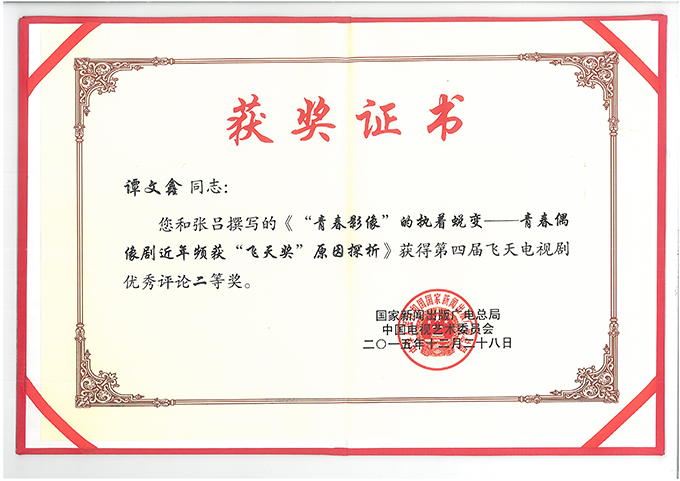 获奖证书
谭文鑫 同志：
您和张吕撰写的《“青春影像”的执着蜕变——青春偶
像剧近年频获“飞天奖”原因探析》获得第四届飞天电视剧
优秀评论二等奖。
国家新闻出版广电总局
中国电视艺术委员会
二〇一五年十二月二十八日